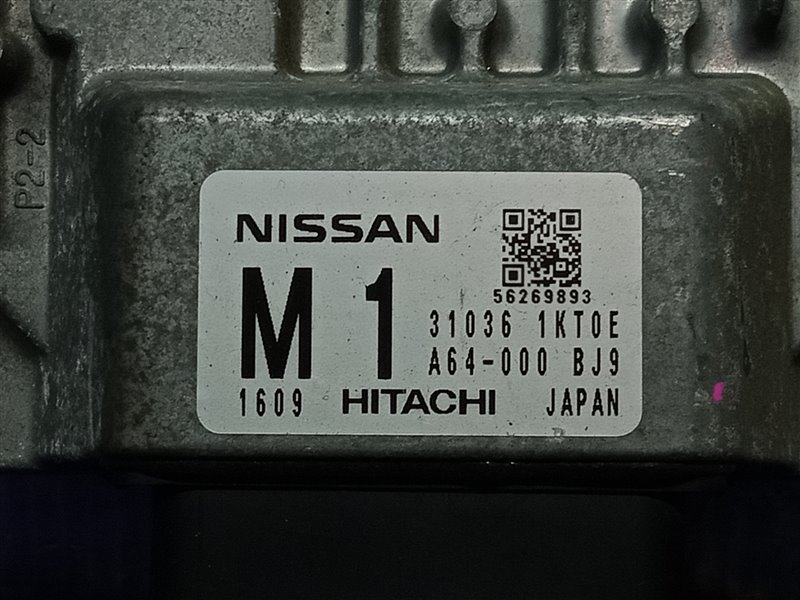 P2-2
NISSAN
56269893
M 1
31036 1KT0E
A64-000 BJ9
1609 HITACHI JAPAN